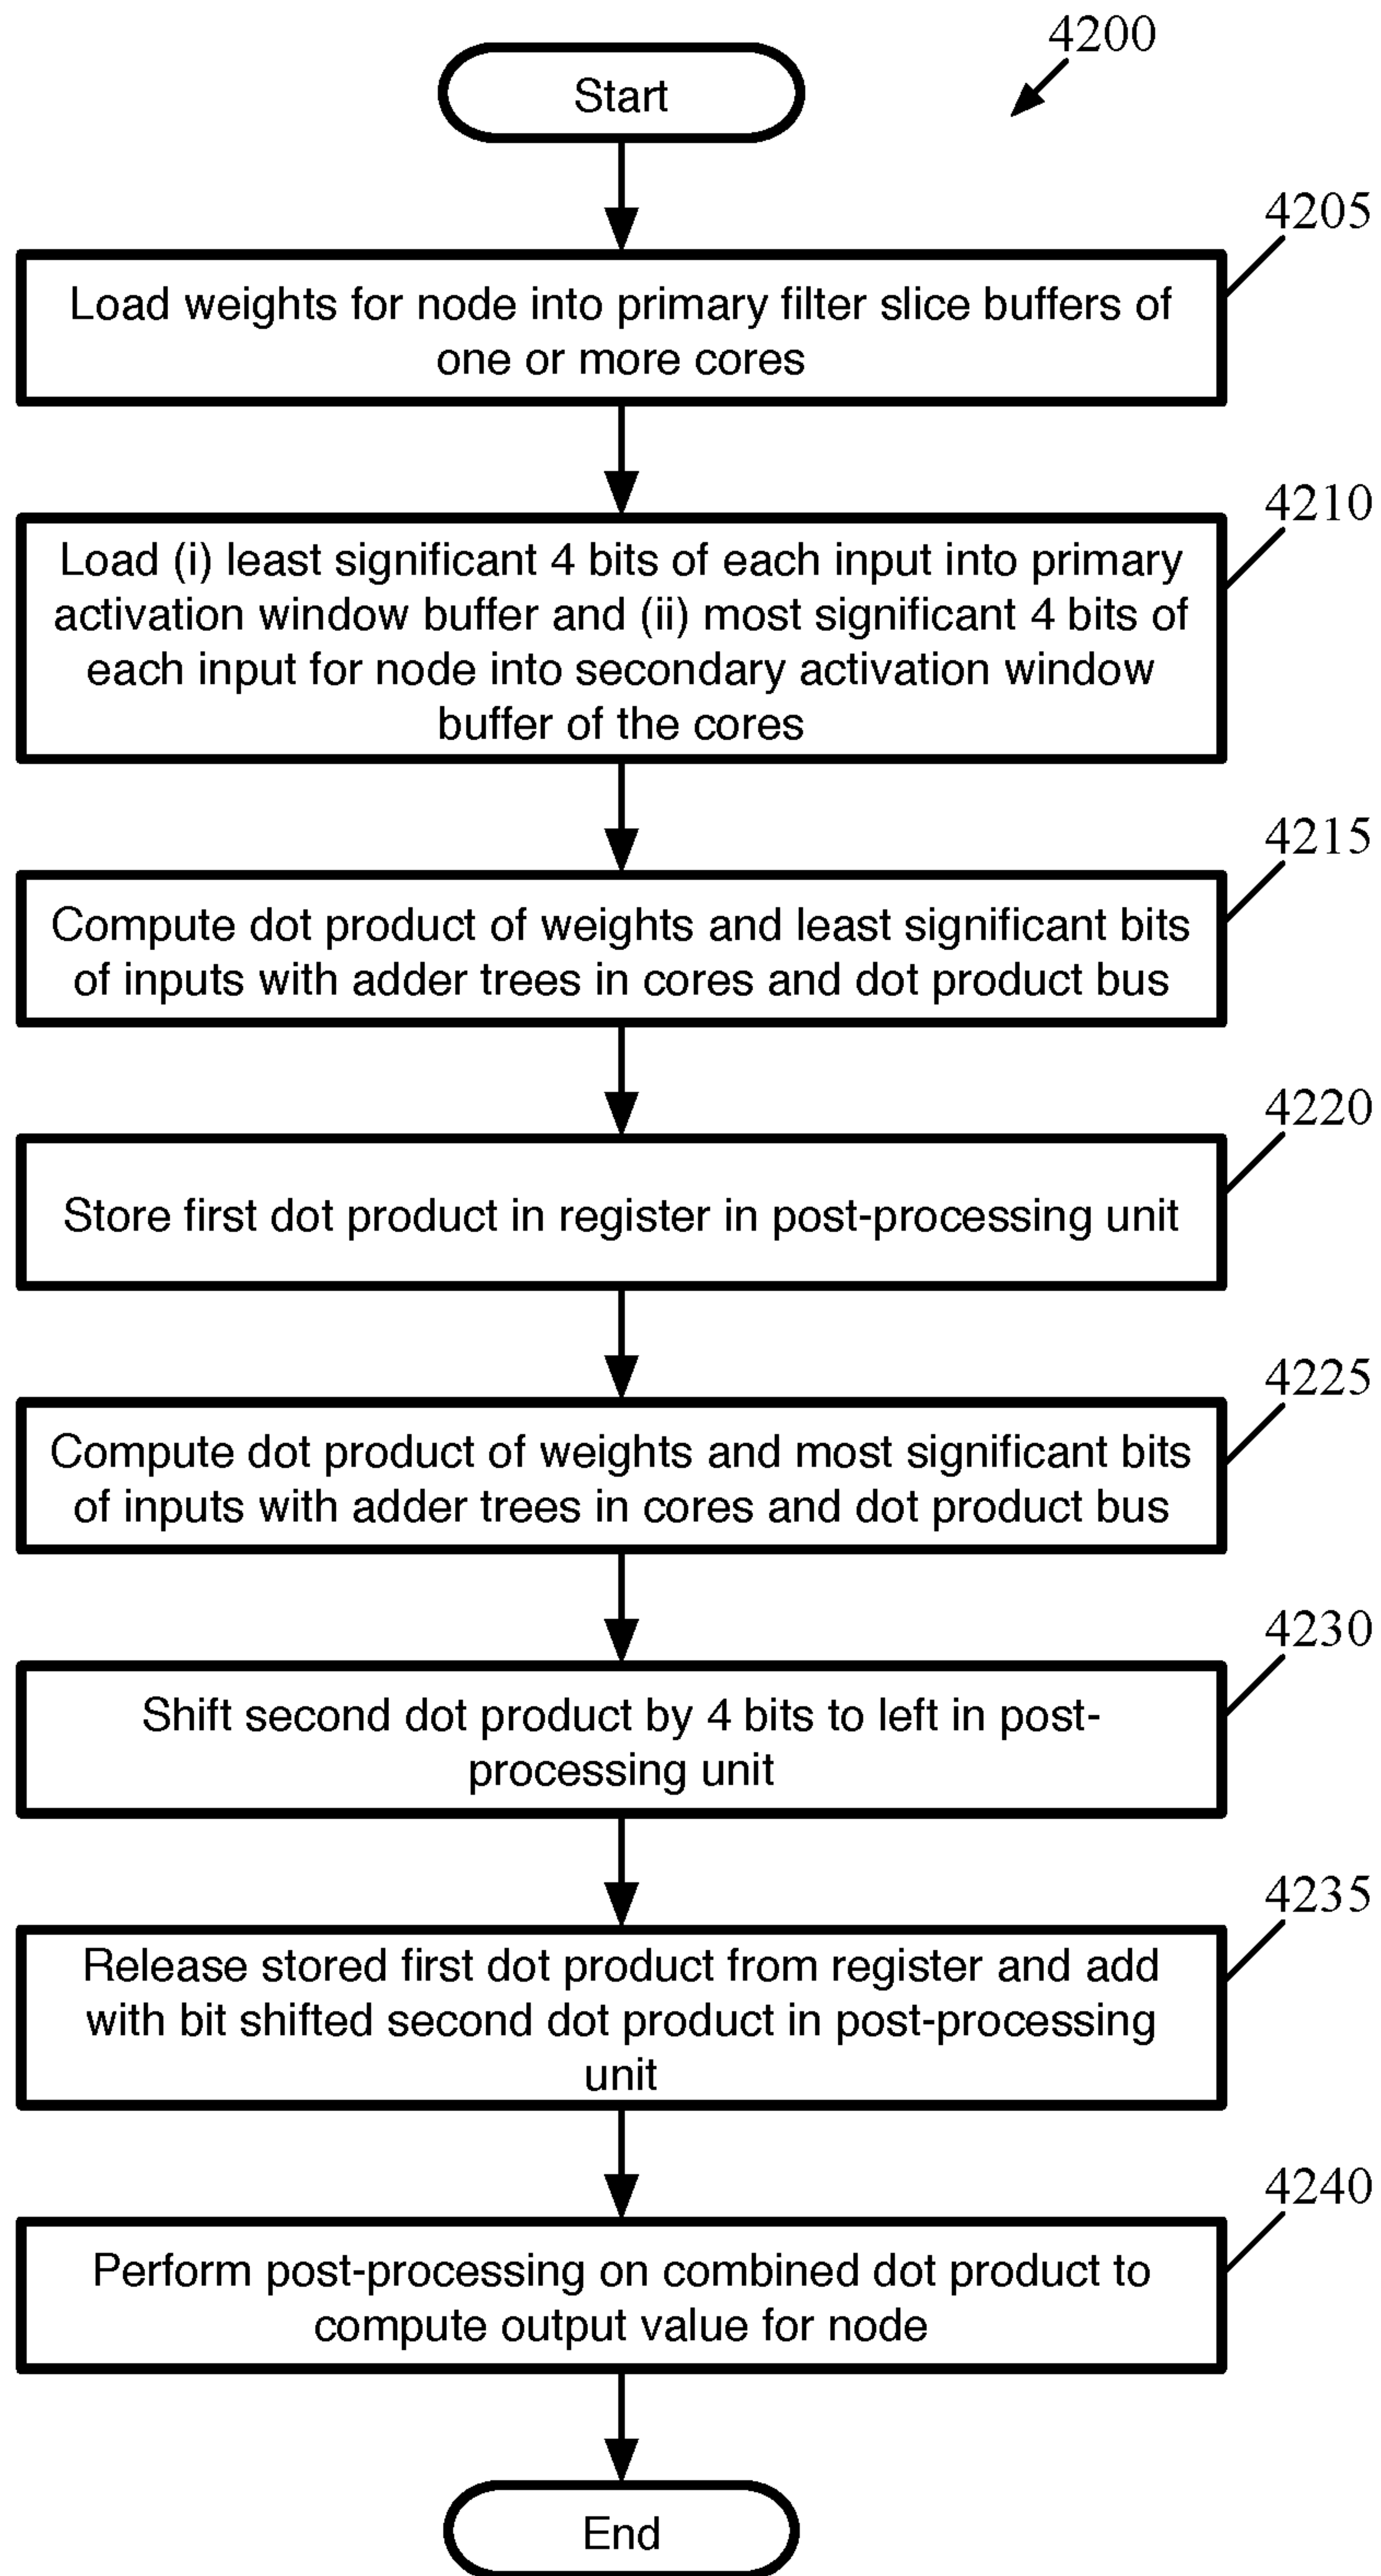 4200
Start
4205
Load weights for node into primary filter slice buffers of
one or more cores
4210
Load (i) least significant 4 bits of each input into primary
activation window buffer and (ii) most significant 4 bits of
each input for node into secondary activation window
buffer of the cores
4215
Compute dot product of weights and least significant bits
of inputs with adder trees in cores and dot product bus
4220
Store first dot product in register in post-processing unit
4225
Compute dot product of weights and most significant bits
of inputs with adder trees in cores and dot product bus
4230
Shift second dot product by 4 bits to left in post-
processing unit
4235
Release stored first dot product from register and add
with bit shifted second dot product in post-processing
unit
4240
Perform post-processing on combined dot product to
compute output value for node
End